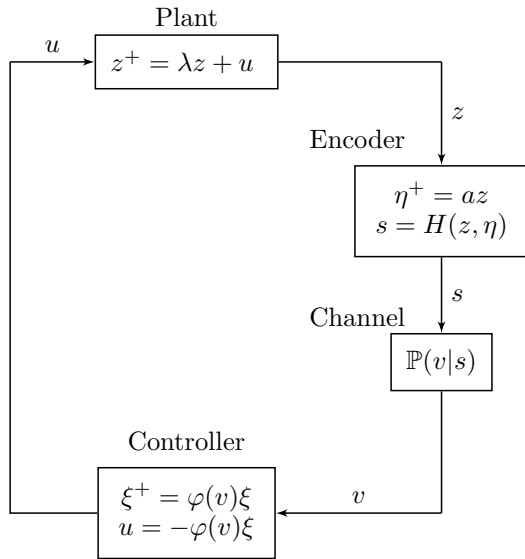 Plant
u
z⁺ = λz + u
z
Encoder
η⁺ = az
s = H(z, η)
s
Channel
ℙ(v|s)
Controller
ξ⁺ = φ(v)ξ
u = −φ(v)ξ
v